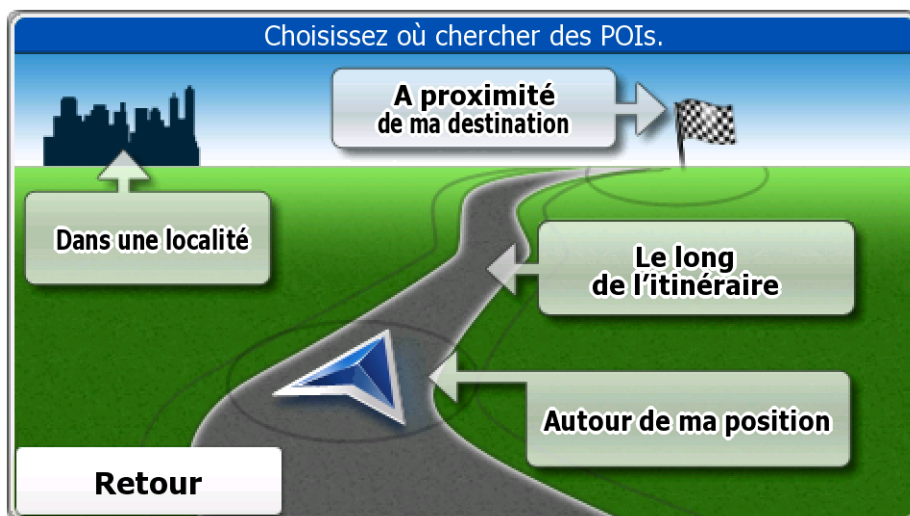 Choisissez où chercher des POIs.
A proximité
de ma destination
Dans une localité
Le long
de l'itinéraire
Autour de ma position
Retour